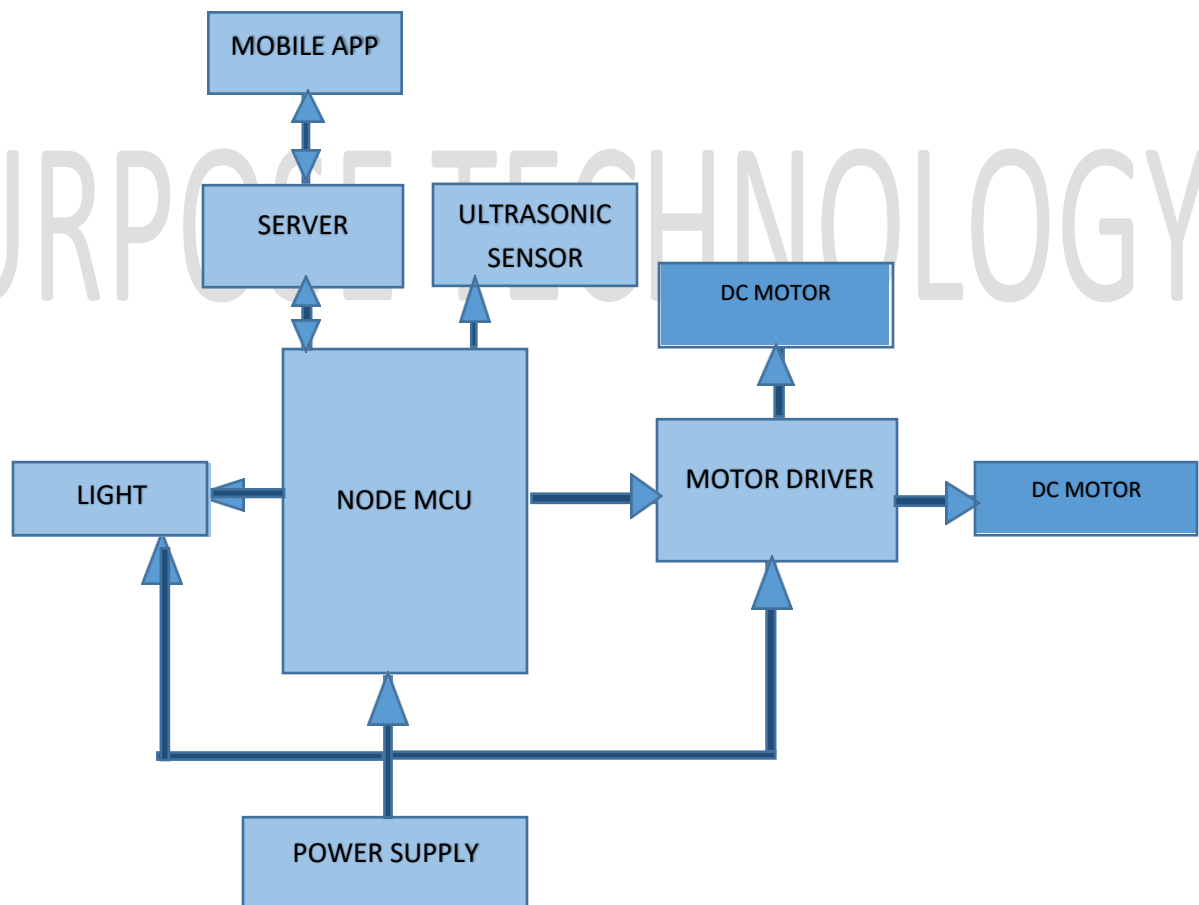 MOBILE APP
URPOSE TECHNOLOGY
SERVER
ULTRASONIC
SENSOR
DC MOTOR
LIGHT
NODE MCU
MOTOR DRIVER
DC MOTOR
POWER SUPPLY